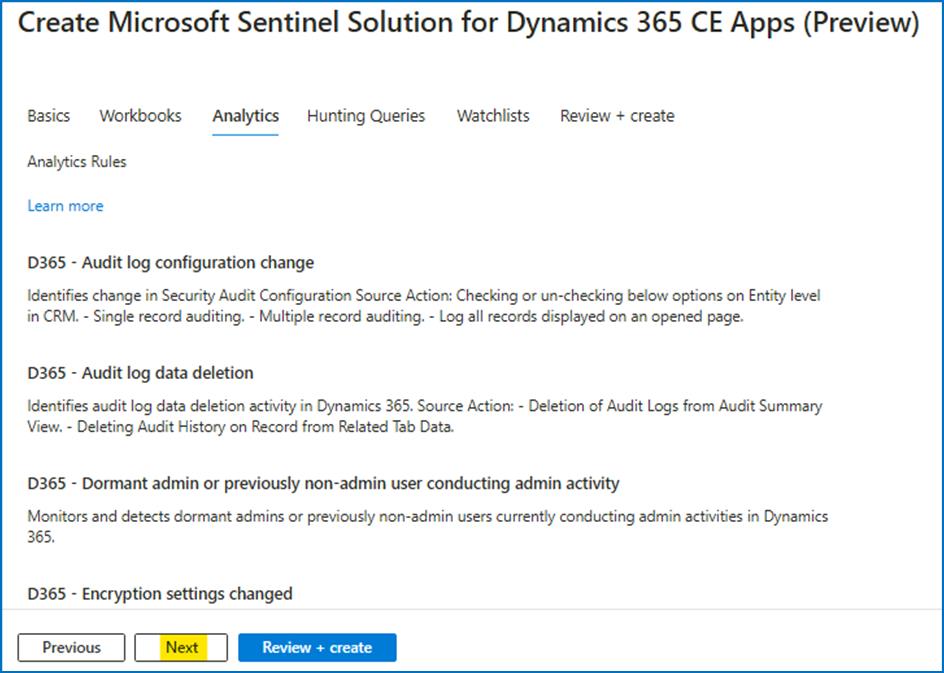 Create Microsoft Sentinel Solution for Dynamics 365 CE Apps (Preview)
Basics Workbooks Analytics Hunting Queries Watchlists Review + create
Analytics Rules
Learn more
D365 - Audit log configuration change
Identifies change in Security Audit Configuration Source Action: Checking or un-checking below options on Entity level
in CRM. - Single record auditing. - Multiple record auditing. - Log all records displayed on an opened page.
D365 - Audit log data deletion
Identifies audit log data deletion activity in Dynamics 365. Source Action: - Deletion of Audit Logs from Audit Summary
View. - Deleting Audit History on Record from Related Tab Data.
D365 - Dormant admin or previously non-admin user conducting admin activity
Monitors and detects dormant admins or previously non-admin users currently conducting admin activities in Dynamics
365.
D365 - Encryption settings changed
Previous Next Review + create